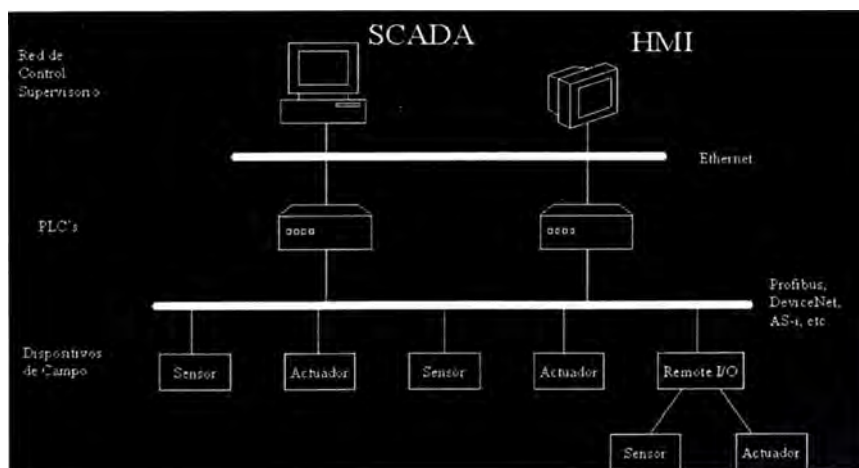 SCADA
HMI
Red de
Control
Supervisorio
Ethernet
PLC's
Profibus,
DeviceNet,
AS-i, etc
Dispositivos
de Campo
Sensor
Actuador
Sensor
Actuador
Remote I/O
Sensor
Actuador